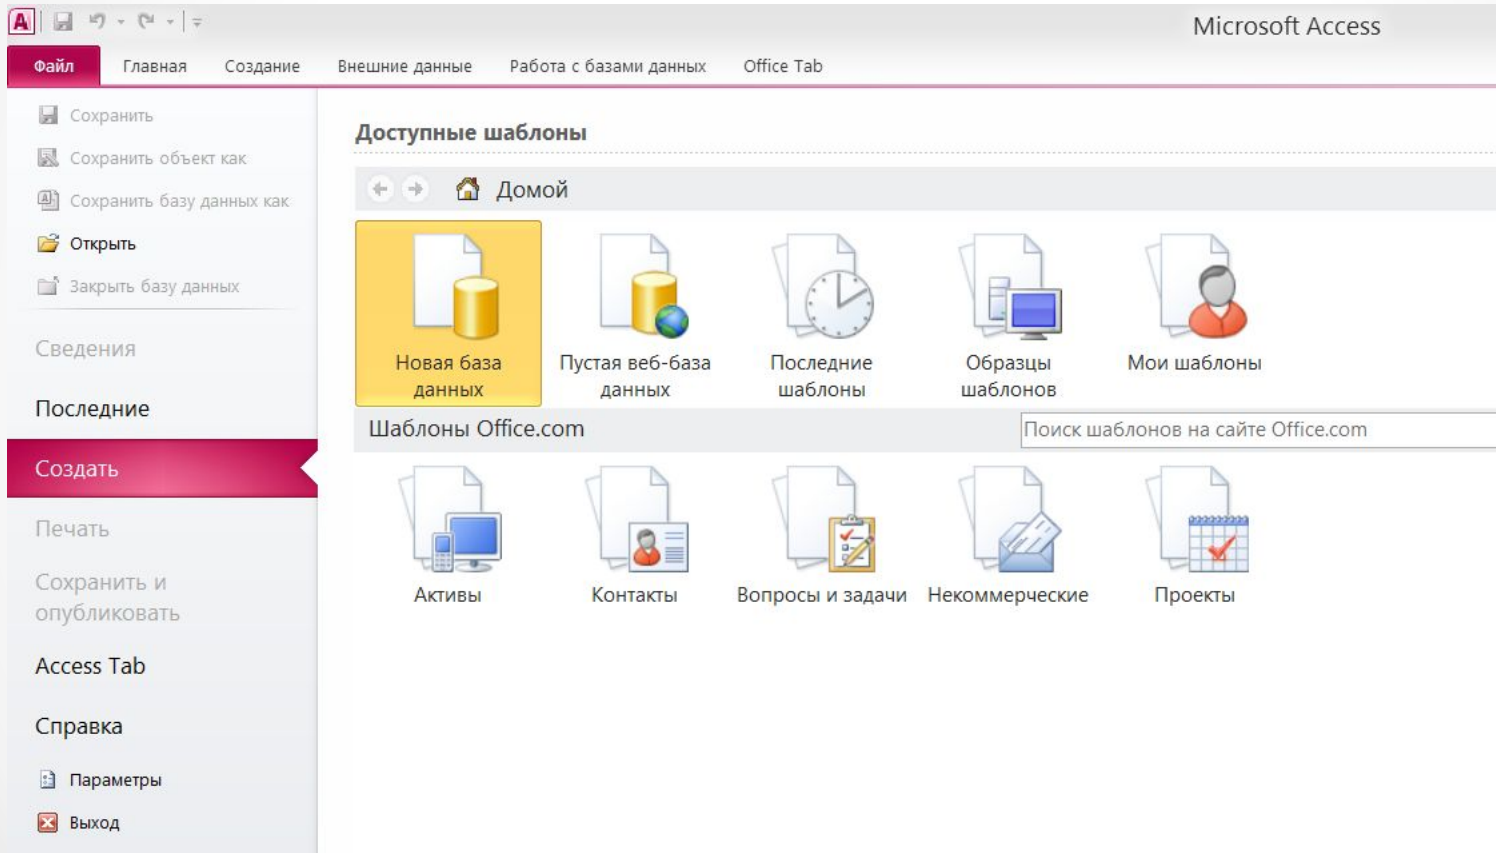 Microsoft Access
Файл Главная Создание Внешние данные Работа с базами данных Office Tab
Сохранить
Сохранить объект как
Сохранить базу данных как
Открыть
Закрыть базу данных
Сведения
Последние
Создать
Печать
Сохранить и
опубликовать
Access Tab
Справка
Параметры
Выход
Доступные шаблоны
Домой
Новая база
данных
Пустая веб-база
данных
Последние
шаблоны
Образцы
шаблонов
Мои шаблоны
Шаблоны Office.com
Поиск шаблонов на сайте Office.com
Активы
Контакты
Вопросы и задачи
Некоммерческие
Проекты